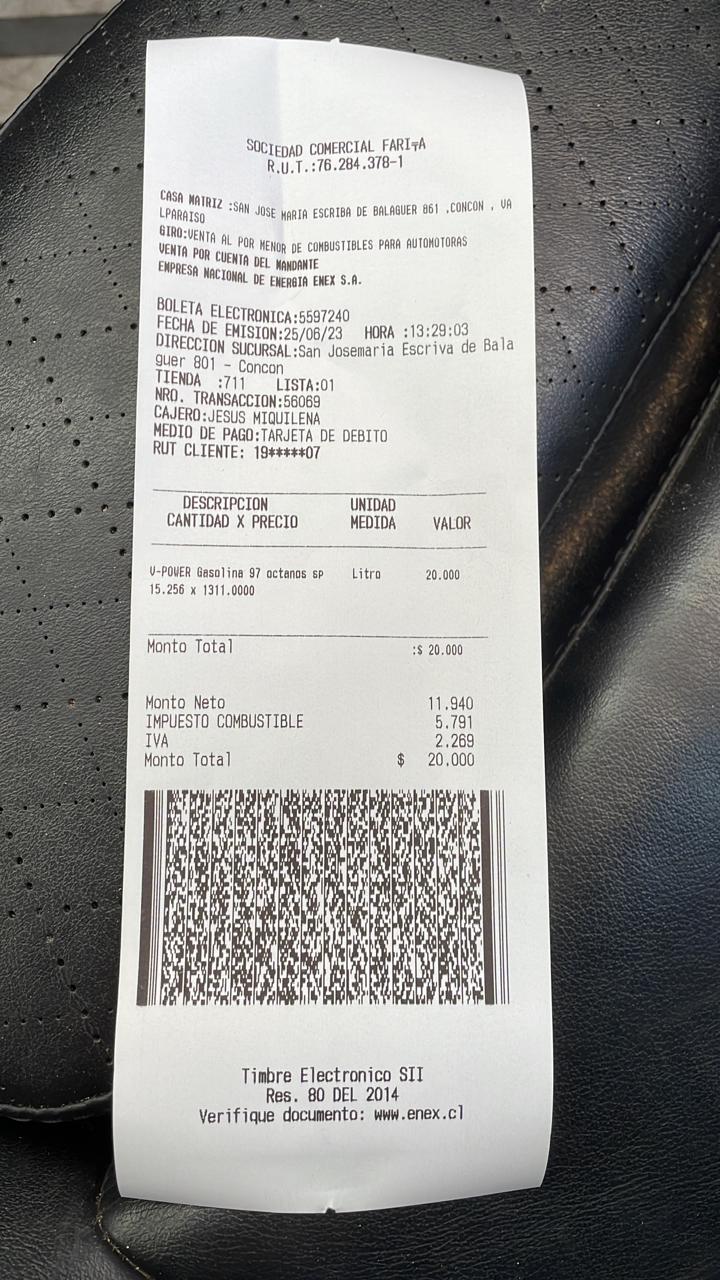 SOCIEDAD COMERCIAL FARI╤A
R.U.T.:76.284.378-1
CASA MATRIZ :SAN JOSE MARIA ESCRIBA DE BALAGUER 861 ,CONCON , VA
LPARAISO
GIRO:VENTA AL POR MENOR DE COMBUSTIBLES PARA AUTOMOTORAS
VENTA POR CUENTA DEL MANDANTE
EMPRESA NACIONAL DE ENERGIA ENEX S.A.
BOLETA ELECTRONICA:5597240
FECHA DE EMISION:25/06/23 HORA :13:29:03
DIRECCION SUCURSAL:San Josemaria Escriva de Bala
guer 801 - Concon
TIENDA :711 LISTA:01
NRO. TRANSACCION:56069
CAJERO:JESUS MIQUILENA
MEDIO DE PAGO:TARJETA DE DEBITO
RUT CLIENTE: 19*****07
DESCRIPCION UNIDAD
CANTIDAD X PRECIO MEDIDA VALOR
V-POWER Gasolina 97 octanos sp Litro 20.000
15.256 x 1311.0000
Monto Total :$ 20.000
Monto Neto 11.940
IMPUESTO COMBUSTIBLE 5.791
IVA 2.269
Monto Total $ 20.000
Timbre Electronico SII
Res. 80 DEL 2014
Verifique documento: www.enex.cl